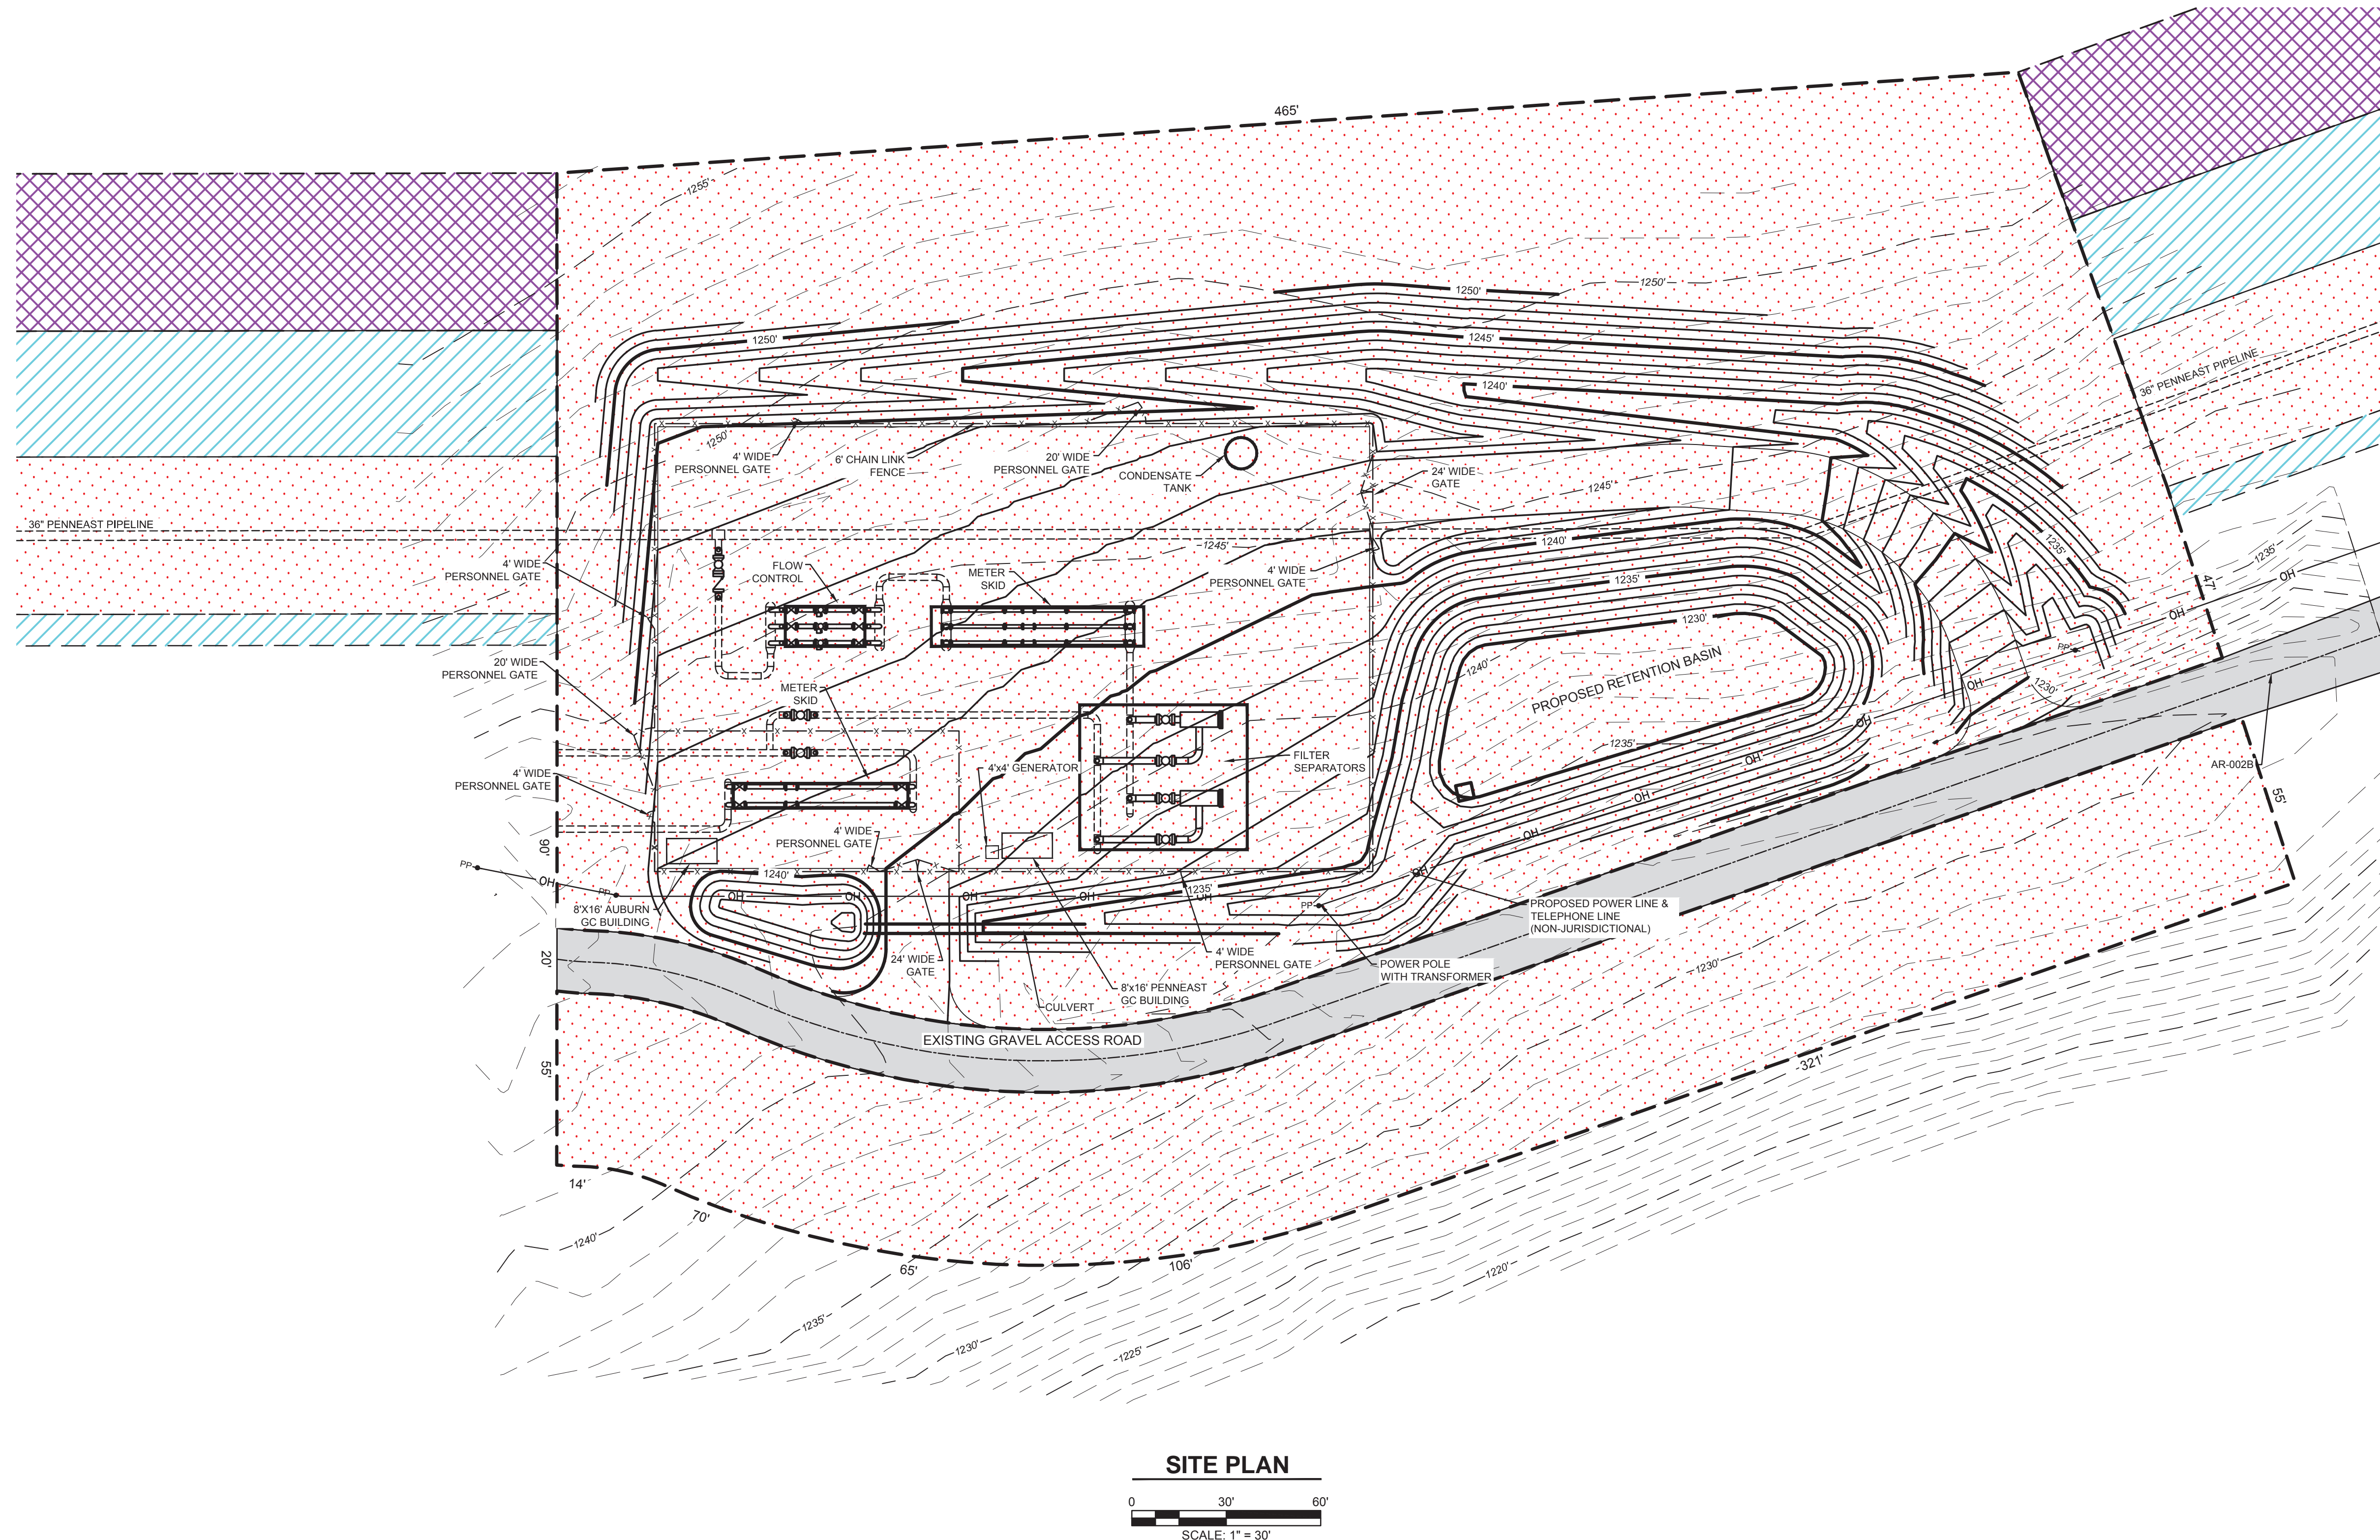 465'
1255'
1250'
1250'
1250'
1245'
1240'
1250'
4' WIDE
PERSONNEL GATE
6' CHAIN LINK
FENCE
20' WIDE
PERSONNEL GATE
CONDENSATE
TANK
24' WIDE
GATE
1245'
36" PENNEAST PIPELINE
36" PENNEAST PIPELINE
4' WIDE
PERSONNEL GATE
FLOW
CONTROL
METER
SKID
1245'
4' WIDE
PERSONNEL GATE
1240'
1235'
1230'
1235'
1235'
47'
OH
OH
PP
OH
1230'
OH
PROPOSED RETENTION BASIN
1240'
1235'
OH
OH
OH
OH
20' WIDE
PERSONNEL GATE
METER
SKID
4' WIDE
PERSONNEL GATE
4'x4' GENERATOR
FILTER
SEPARATORS
4' WIDE
PERSONNEL GATE
AR-002B
55'
90'
PP
OH
PP
1240'
OH
OH
OH
OH
1235'
OH
PP
8'X16' AUBURN
GC BUILDING
PROPOSED POWER LINE &
TELEPHONE LINE
(NON-JURISDICTIONAL)
20'
24' WIDE
GATE
4' WIDE
PERSONNEL GATE
POWER POLE
WITH TRANSFORMER
8'x16' PENNEAST
GC BUILDING
CULVERT
1230'
EXISTING GRAVEL ACCESS ROAD
55'
321'
14'
70'
65'
106'
1240'
1235'
1230'
1225'
1220'
SITE PLAN
0 30' 60'
SCALE: 1" = 30'